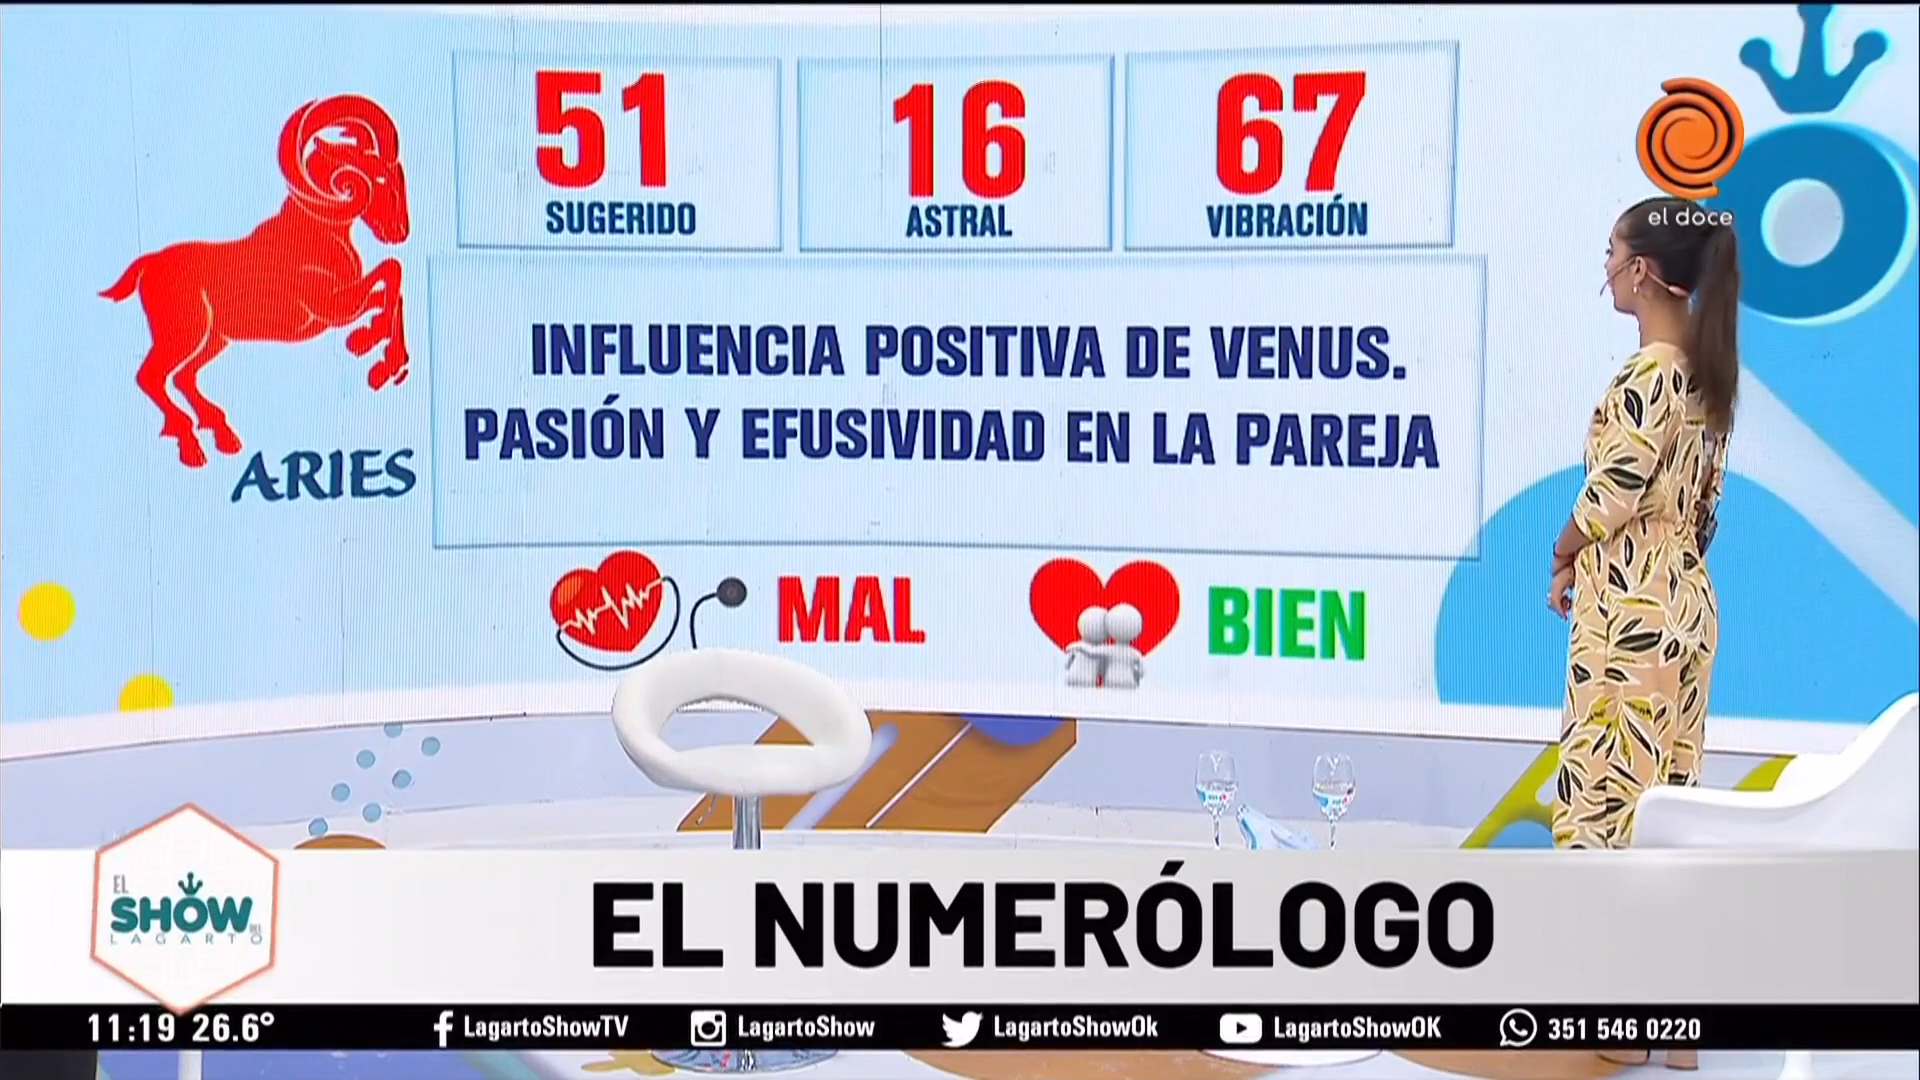 51
SUGERIDO
16
ASTRAL
67
VIBRACIÓN
el doce
INFLUENCIA POSITIVA DE VENUS.
PASIÓN Y EFUSIVIDAD EN LA PAREJA
ARIES
MAL
BIEN
EL
SHOW
DEL
LAGARTO
EL NUMERÓLOGO
11:19 26.6°
LagartoShowTV
LagartoShow
LagartoShowOk
LagartoShowOK
351 546 0220